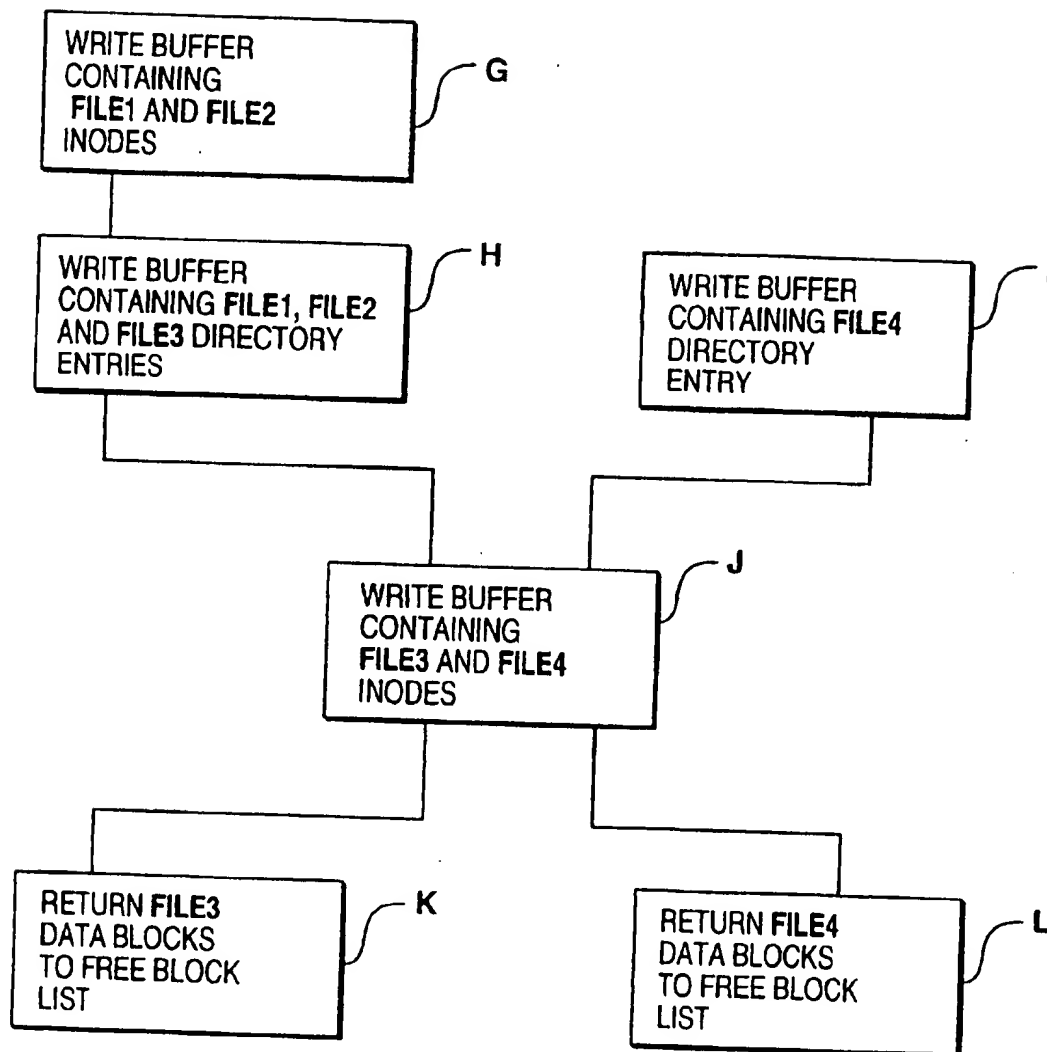 WRITE BUFFER
CONTAINING
FILE1 AND FILE2
INODES
G
WRITE BUFFER
CONTAINING FILE1, FILE2
AND FILE3 DIRECTORY
ENTRIES
H
WRITE BUFFER
CONTAINING FILE4
DIRECTORY
ENTRY
WRITE BUFFER
CONTAINING
FILE3 AND FILE4
INODES
J
RETURN FILE3
DATA BLOCKS
TO FREE BLOCK
LIST
K
RETURN FILE4
DATA BLOCKS
TO FREE BLOCK
LIST
L